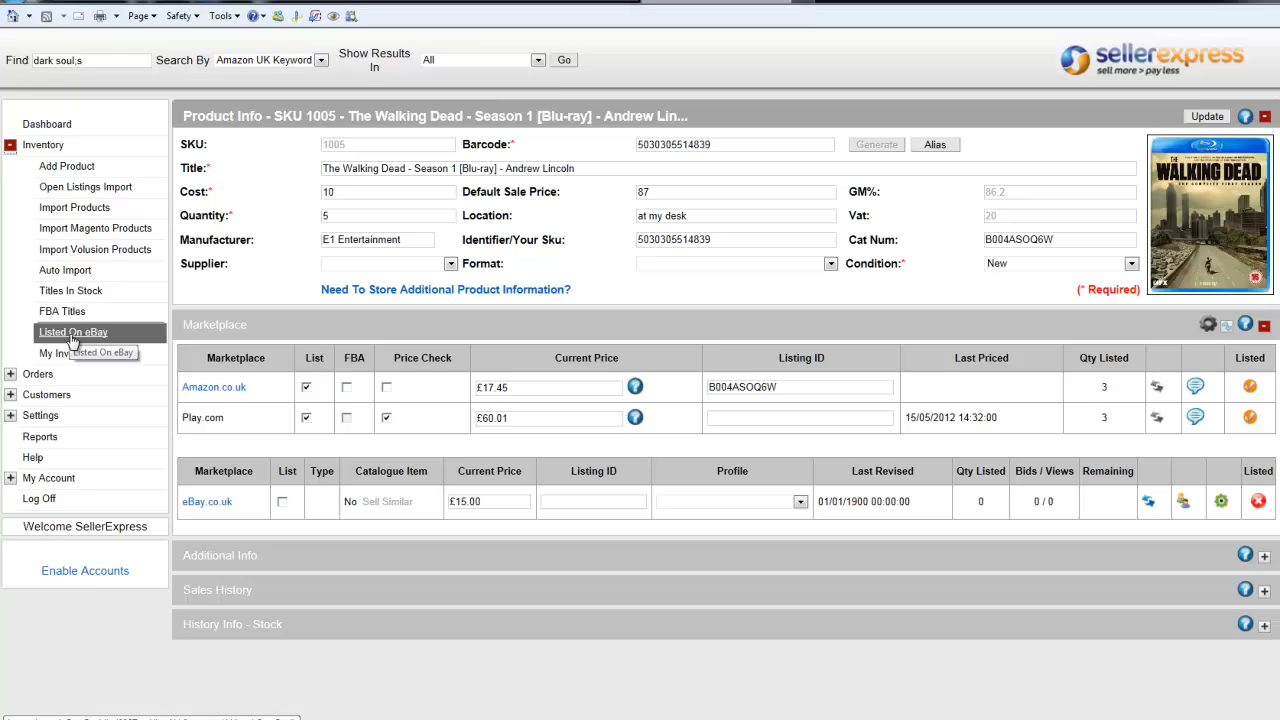 Page Safety Tools
Find dark soul;s Search By Amazon UK Keyword Show Results In All Go
sellerexpress
sell more > pay less
Dashboard
Inventory
Add Product
Open Listings Import
Import Products
Import Magento Products
Import Volusion Products
Auto Import
Titles In Stock
FBA Titles
Listed On eBay
My Inv
Listed On eBay
Orders
Customers
Settings
Reports
Help
My Account
Log Off
Welcome SellerExpress
Enable Accounts
Product Info - SKU 1005 - The Walking Dead - Season 1 [Blu-ray] - Andrew Lin... Update
SKU: 1005 Barcode:* 5030305514839 Generate Alias
Title:* The Walking Dead - Season 1 [Blu-ray] - Andrew Lincoln
Cost:* 10 Default Sale Price: 87 GM%: 86.2
Quantity:* 5 Location: at my desk Vat: 20
Manufacturer: E1 Entertainment Identifier/Your Sku: 5030305514839 Cat Num: B004ASOQ6W
Supplier: Format: Condition:* New
Need To Store Additional Product Information? (* Required)
THE WALKING DEAD
THE COMPLETE FIRST SEASON
15
Marketplace
Marketplace List FBA Price Check Current Price Listing ID Last Priced Qty Listed Listed
Amazon.co.uk £17.45 B004ASOQ6W 3
Play.com £60.01 15/05/2012 14:32:00 3
Marketplace List Type Catalogue Item Current Price Listing ID Profile Last Revised Qty Listed Bids / Views Remaining Listed
eBay.co.uk No Sell Similar £15.00 01/01/1900 00:00:00 0 0 / 0
Additional Info
Sales History
History Info - Stock